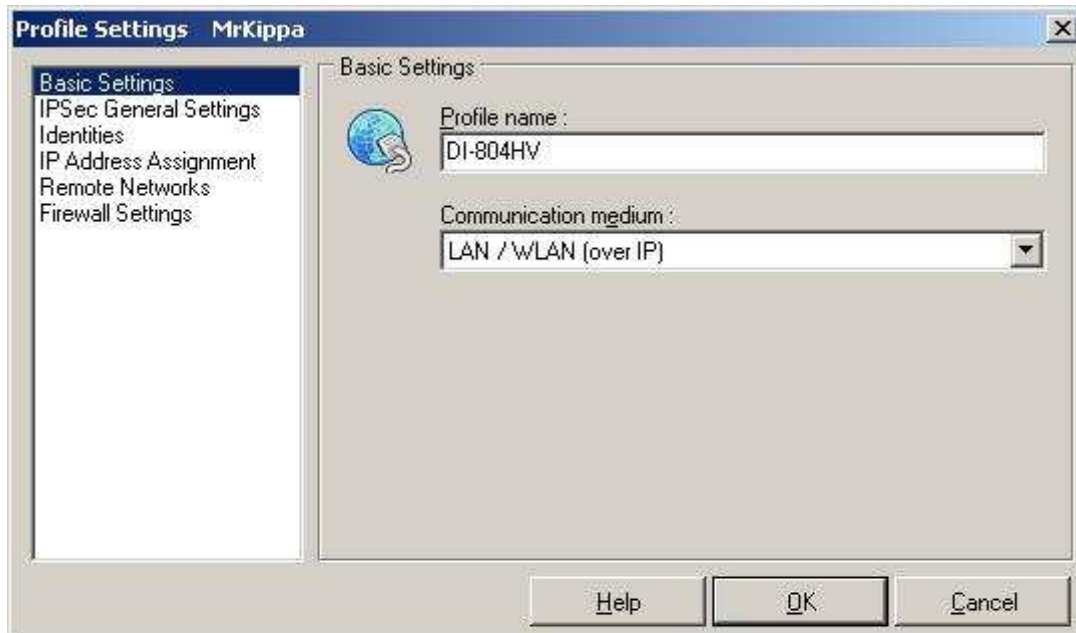 Profile Settings MrKippa
Basic Settings
IPSec General Settings
Identities
IP Address Assignment
Remote Networks
Firewall Settings
Basic Settings
Profile name :
DI-804HV
Communication medium :
LAN / WLAN (over IP)
Help
OK
Cancel